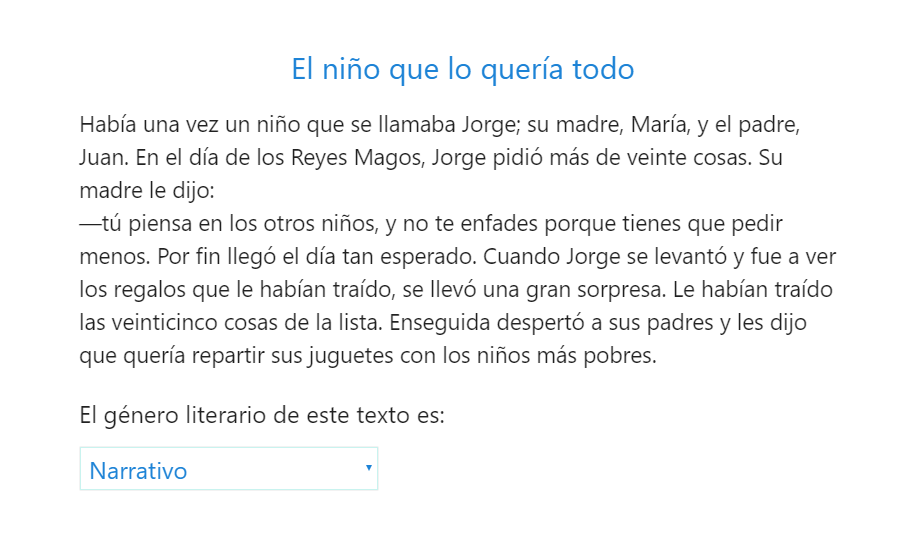 El niño que lo quería todo
Había una vez un niño que se llamaba Jorge; su madre, María, y el padre,
Juan. En el día de los Reyes Magos, Jorge pidió más de veinte cosas. Su
madre le dijo:
—tú piensa en los otros niños, y no te enfades porque tienes que pedir
menos. Por fin llegó el día tan esperado. Cuando Jorge se levantó y fue a ver
los regalos que le habían traído, se llevó una gran sorpresa. Le habían traído
las veinticinco cosas de la lista. Enseguida despertó a sus padres y les dijo
que quería repartir sus juguetes con los niños más pobres.
El género literario de este texto es:
Narrativo